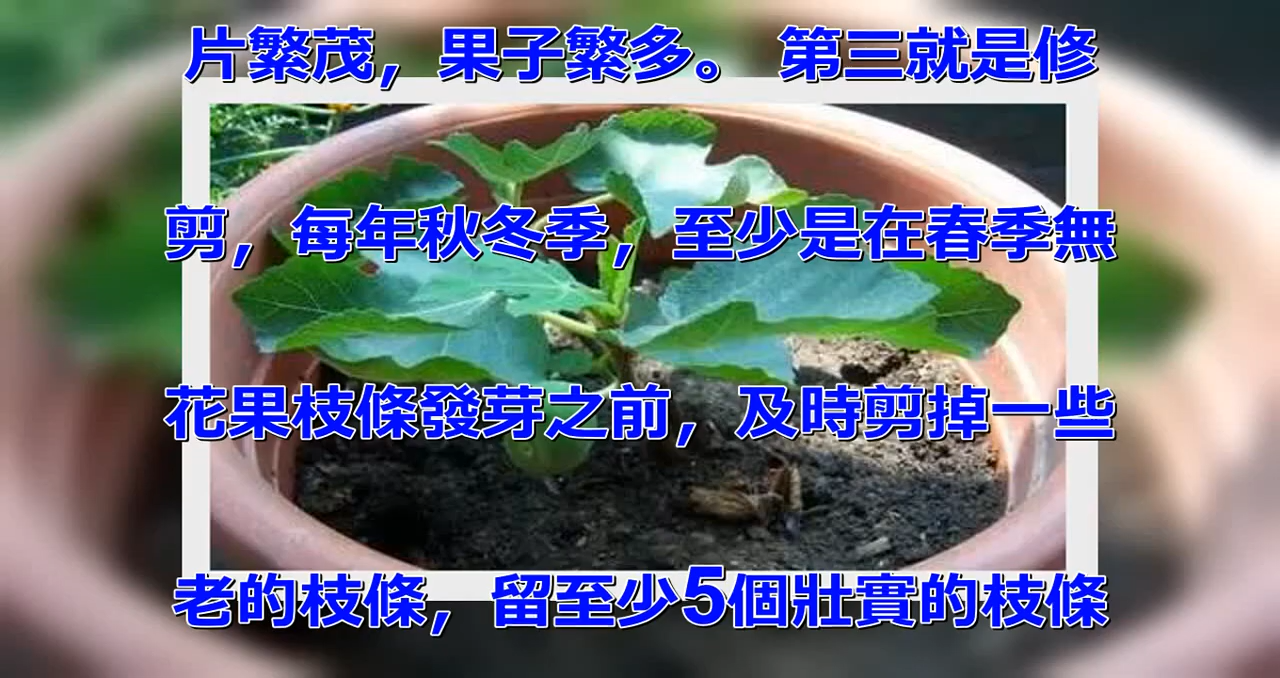 片繁茂，果子繁多。 第三就是修
剪，每年秋冬季，至少是在春季無
花果枝條發芽之前，及時剪掉一些
老的枝條，留至少5個壯實的枝條